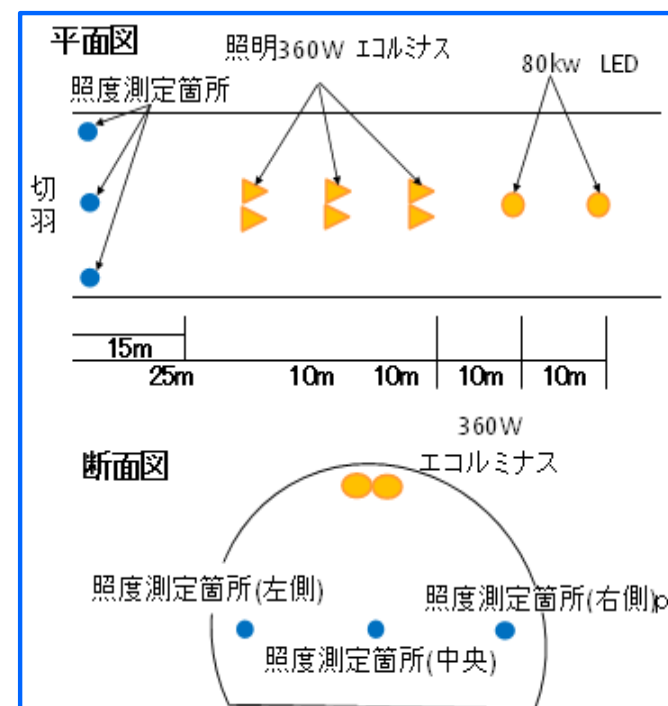 平面図
照明360W エコルミナス
80kw LED
照度測定箇所
切
羽
15m
25m
10m
10m
10m
10m
360W
エコルミナス
断面図
照度測定箇所(左側)
照度測定箇所(右側)p
照度測定箇所(中央)